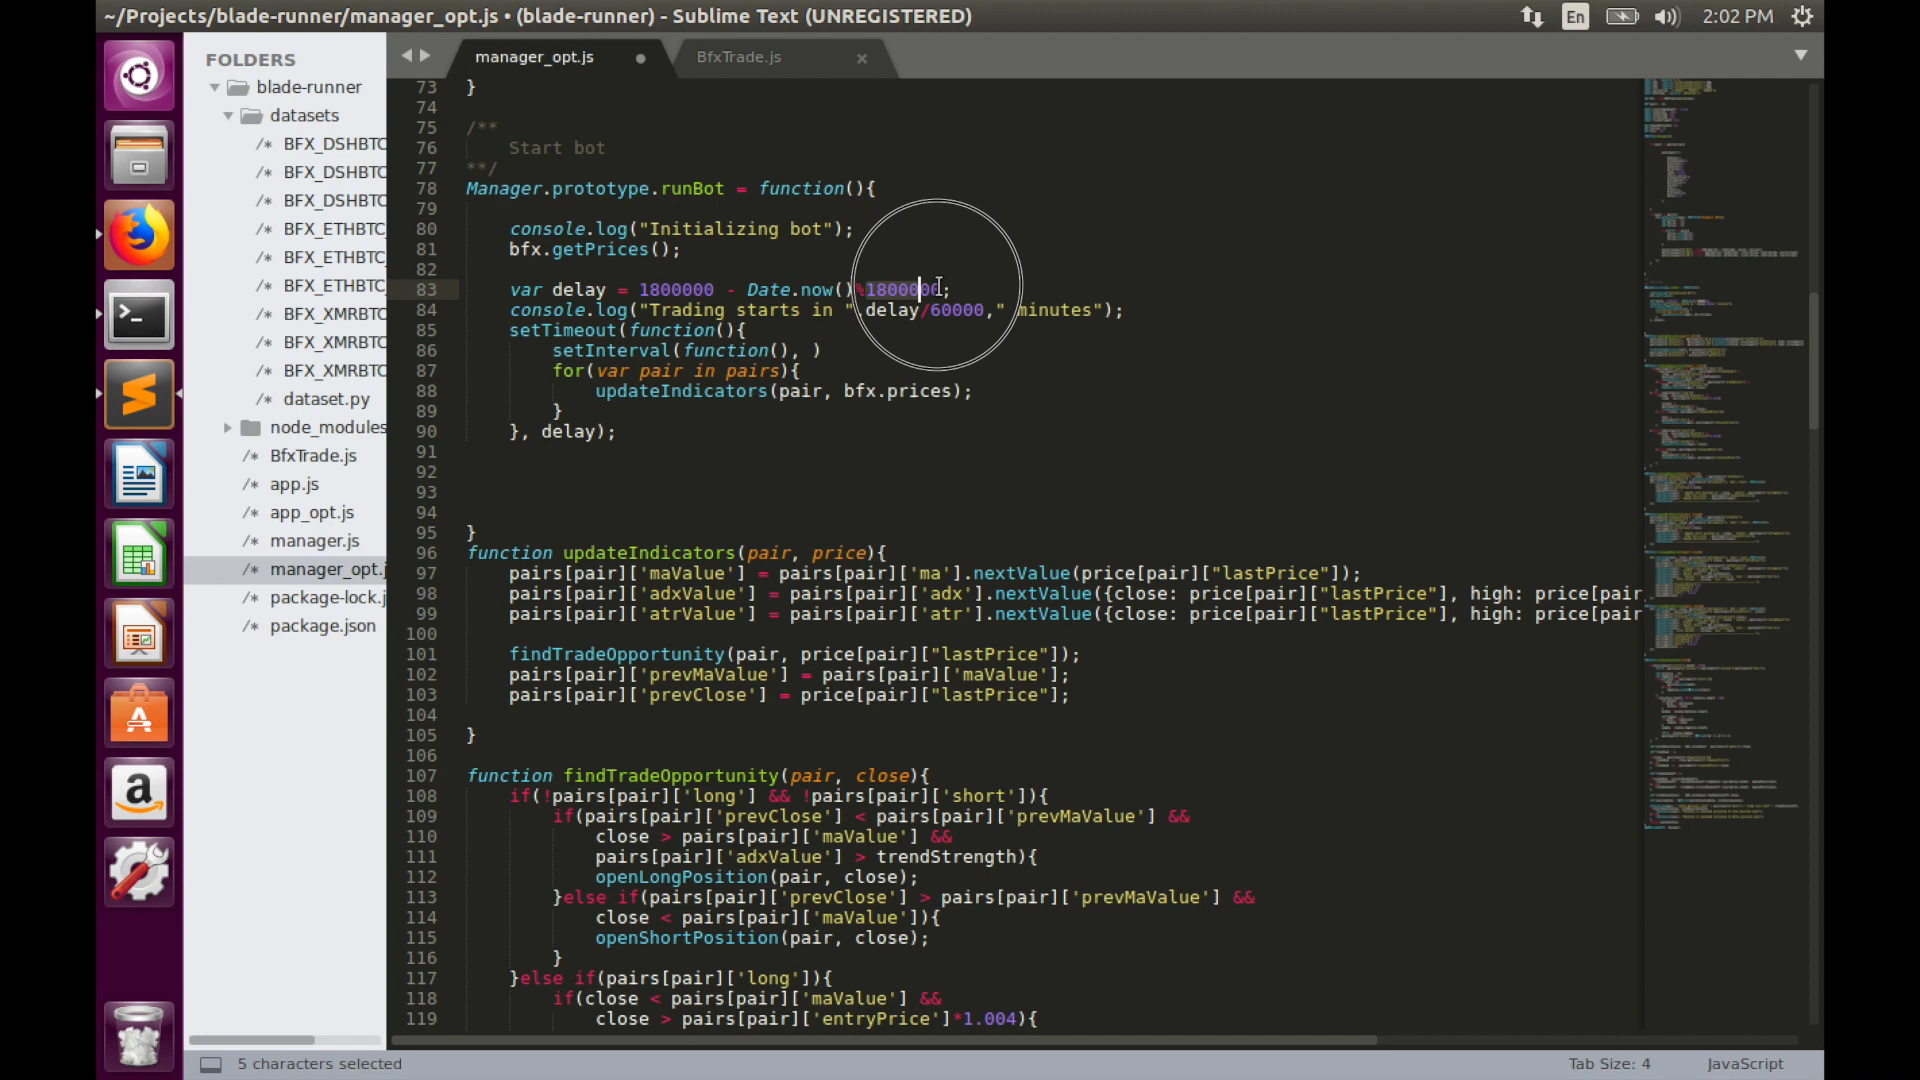 ~/Projects/blade-runner/manager_opt.js • (blade-runner) - Sublime Text (UNREGISTERED)
En
2:02 PM
FOLDERS
blade-runner
datasets
/* BFX_DSHBTC
/* BFX_DSHBTC
/* BFX_DSHBTC
/* BFX_ETHBTC_
/* BFX_ETHBTC_
/* BFX_ETHBTC_
/* BFX_XMRBTC
/* BFX_XMRBTC
/* BFX_XMRBTC
/* dataset.py
node_modules
/* BfxTrade.js
/* app.js
/* app_opt.js
/* manager.js
/* manager_opt.j
/* package-lock.j
/* package.json
manager_opt.js
BfxTrade.js
73 }
74
75 /**
76 Start bot
77 **/
78 Manager.prototype.runBot = function(){
79
80 console.log("Initializing bot");
81 bfx.getPrices();
82
83 var delay = 1800000 - Date.now()%1800000;
84 console.log("Trading starts in ",delay/60000," minutes");
85 setTimeout(function(){
86 setInterval(function(), )
87 for(var pair in pairs){
88 updateIndicators(pair, bfx.prices);
89 }
90 }, delay);
91
92
93
94
95 }
96 function updateIndicators(pair, price){
97 pairs[pair]['maValue'] = pairs[pair]['ma'].nextValue(price[pair]["lastPrice"]);
98 pairs[pair]['adxValue'] = pairs[pair]['adx'].nextValue({close: price[pair]["lastPrice"], high: price[pair
99 pairs[pair]['atrValue'] = pairs[pair]['atr'].nextValue({close: price[pair]["lastPrice"], high: price[pair
100
101 findTradeOpportunity(pair, price[pair]["lastPrice"]);
102 pairs[pair]['prevMaValue'] = pairs[pair]['maValue'];
103 pairs[pair]['prevClose'] = price[pair]["lastPrice"];
104
105 }
106
107 function findTradeOpportunity(pair, close){
108 if(!pairs[pair]['long'] && !pairs[pair]['short']){
109 if(pairs[pair]['prevClose'] < pairs[pair]['prevMaValue'] &&
110 close > pairs[pair]['maValue'] &&
111 pairs[pair]['adxValue'] > trendStrength){
112 openLongPosition(pair, close);
113 }else if(pairs[pair]['prevClose'] > pairs[pair]['prevMaValue'] &&
114 close < pairs[pair]['maValue']){
115 openShortPosition(pair, close);
116 }
117 }else if(pairs[pair]['long']){
118 if(close < pairs[pair]['maValue'] &&
119 close > pairs[pair]['entryPrice']*1.004){
5 characters selected
Tab Size: 4
JavaScript